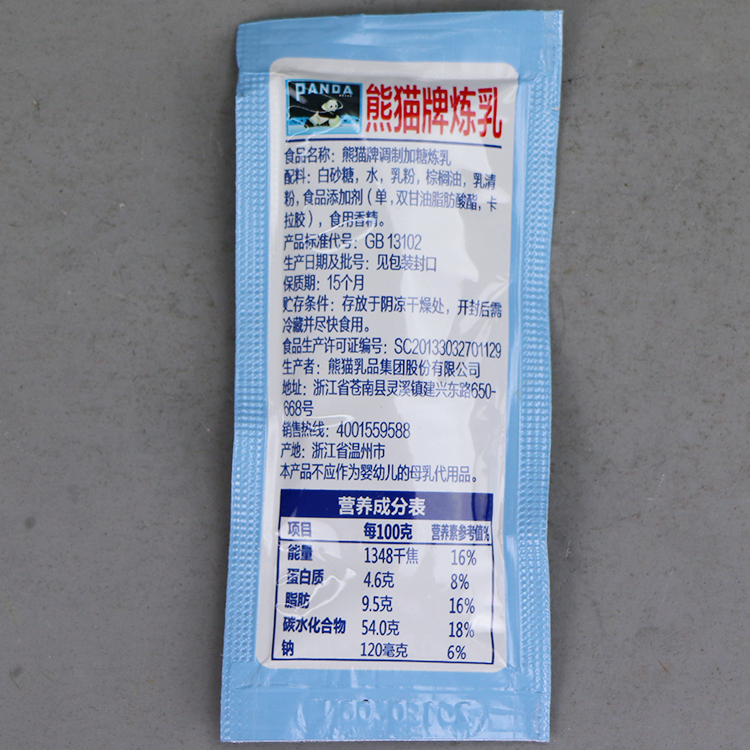 PANDA
熊猫牌炼乳
食品名称：熊猫牌调制加糖炼乳
配料：白砂糖，水，乳粉，棕榈油，乳清
粉，食品添加剂（单，双甘油脂肪酸酯，卡
拉胶），食用香精。
产品标准代号：GB 13102
生产日期及批号：见包装封口
保质期：15个月
贮存条件：存放于阴凉干燥处，开封后需
冷藏并尽快食用。
食品生产许可证编号：SC20133032701129
生产者：熊猫乳品集团股份有限公司
地址：浙江省苍南县灵溪镇建兴东路650-
668号
销售热线：4001559588
产地：浙江省温州市
本产品不应作为婴幼儿的母乳代用品。
营养成分表
项目 每100克 营养素参考值%
能量 1348千焦 16%
蛋白质 4.6克 8%
脂肪 9.5克 16%
碳水化合物 54.0克 18%
钠 120毫克 6%